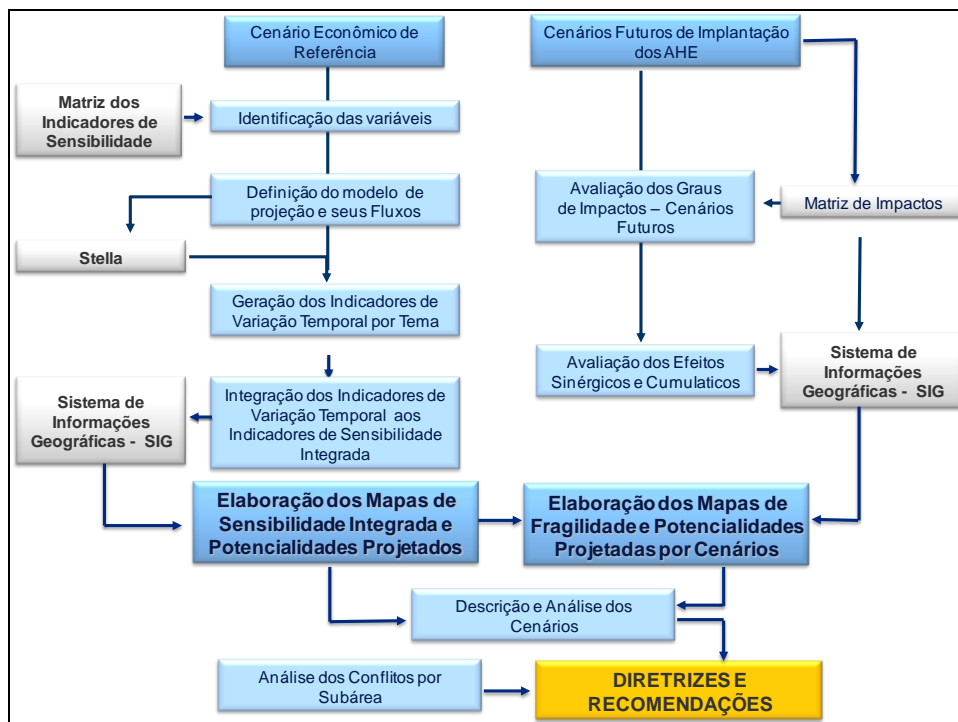 Cenário Econômico de
Referência
Cenários Futuros de Implantação
dos AHE
Matriz dos
Indicadores de
Sensibilidade
Identificação das variáveis
Definição do modelo de
projeção e seus Fluxos
Avaliação dos Graus
de Impactos – Cenários
Futuros
Matriz de Impactos
Stella
Geração dos Indicadores de
Variação Temporal por Tema
Avaliação dos Efeitos
Sinérgicos e Cumulaticos
Sistema de
Informações
Geográficas - SIG
Sistema de
Informações
Geográficas - SIG
Integração dos Indicadores de
Variação Temporal aos
Indicadores de Sensibilidade
Integrada
Elaboração dos Mapas de
Sensibilidade Integrada e
Potencialidades Projetados
Elaboração dos Mapas de
Fragilidade e Potencialidades
Projetadas por Cenários
Descrição e Análise dos
Cenários
Análise dos Conflitos por
Subárea
DIRETRIZES E
RECOMENDAÇÕES